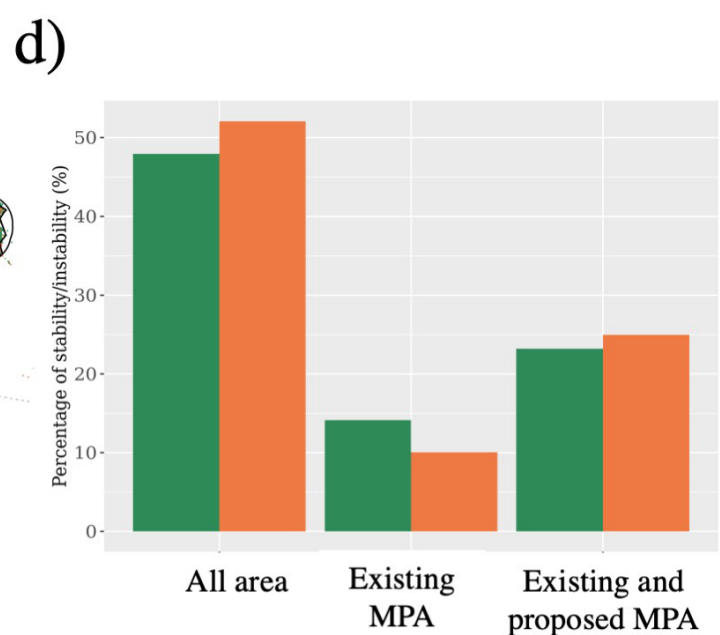 d)
Percentage of stability/instability (%)
50
40
30
20
10
0
All area
Existing
MPA
Existing and
proposed MPA